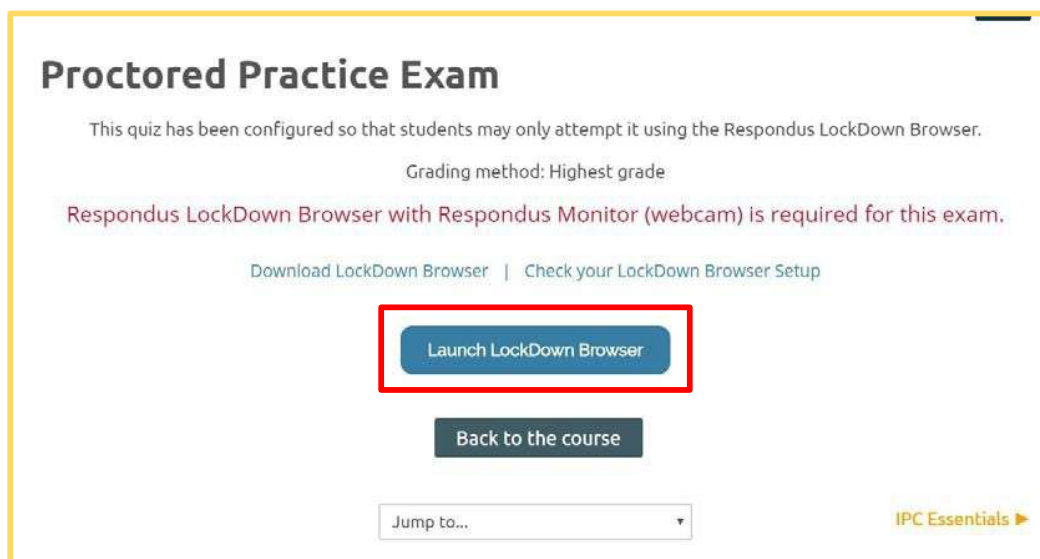 Proctored Practice Exam
This quiz has been configured so that students may only attempt it using the Respondus LockDown Browser.
Grading method: Highest grade
Respondus LockDown Browser with Respondus Monitor (webcam) is required for this exam.
Download LockDown Browser | Check your LockDown Browser Setup
Launch LockDown Browser
Back to the course
Jump to...
IPC Essentials ►